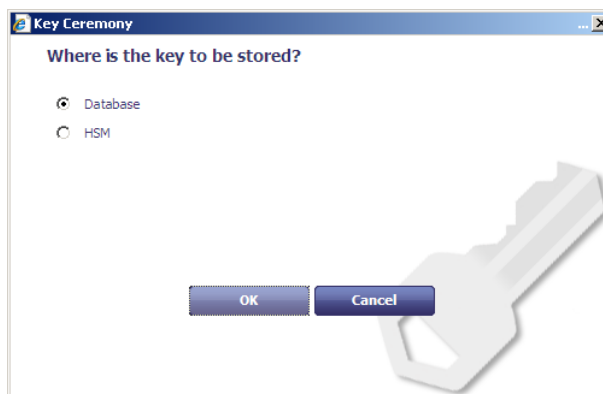 Key Ceremony ...
Where is the key to be stored?
Database
HSM
OK Cancel